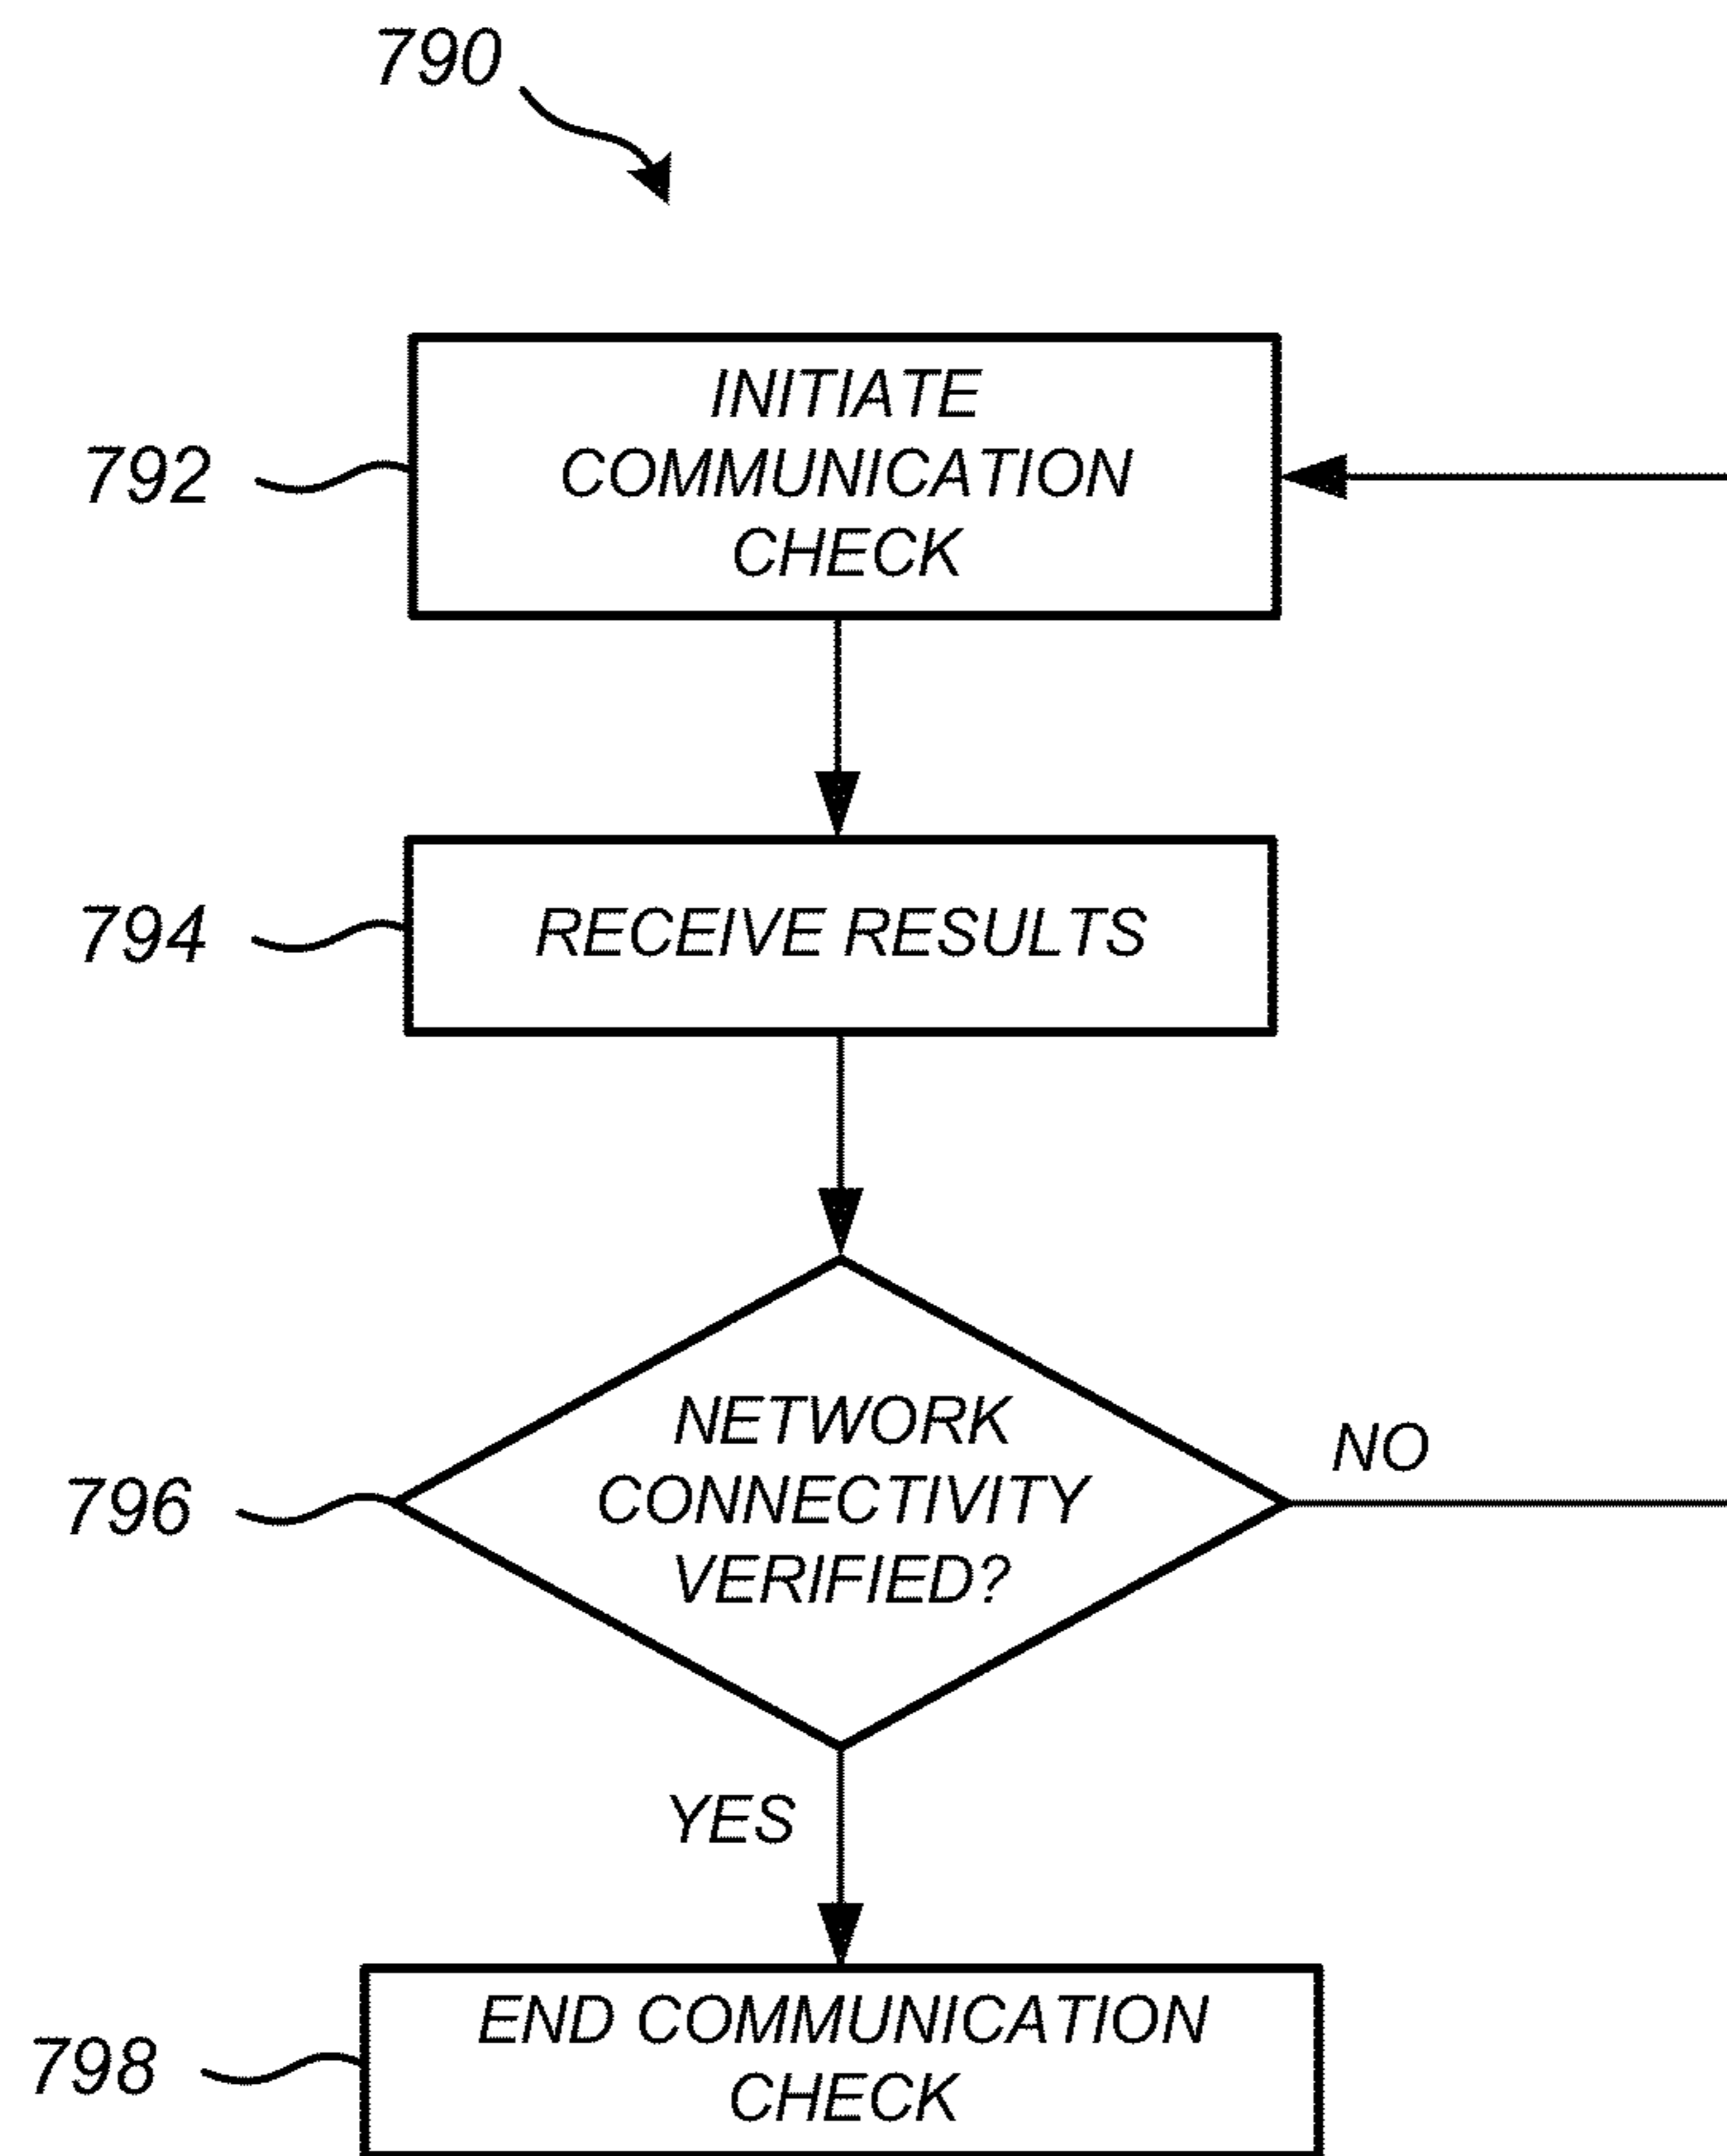 790
792
INITIATE
COMMUNICATION
CHECK
794
RECEIVE RESULTS
796
NETWORK
CONNECTIVITY
VERIFIED?
NO
YES
798
END COMMUNICATION
CHECK